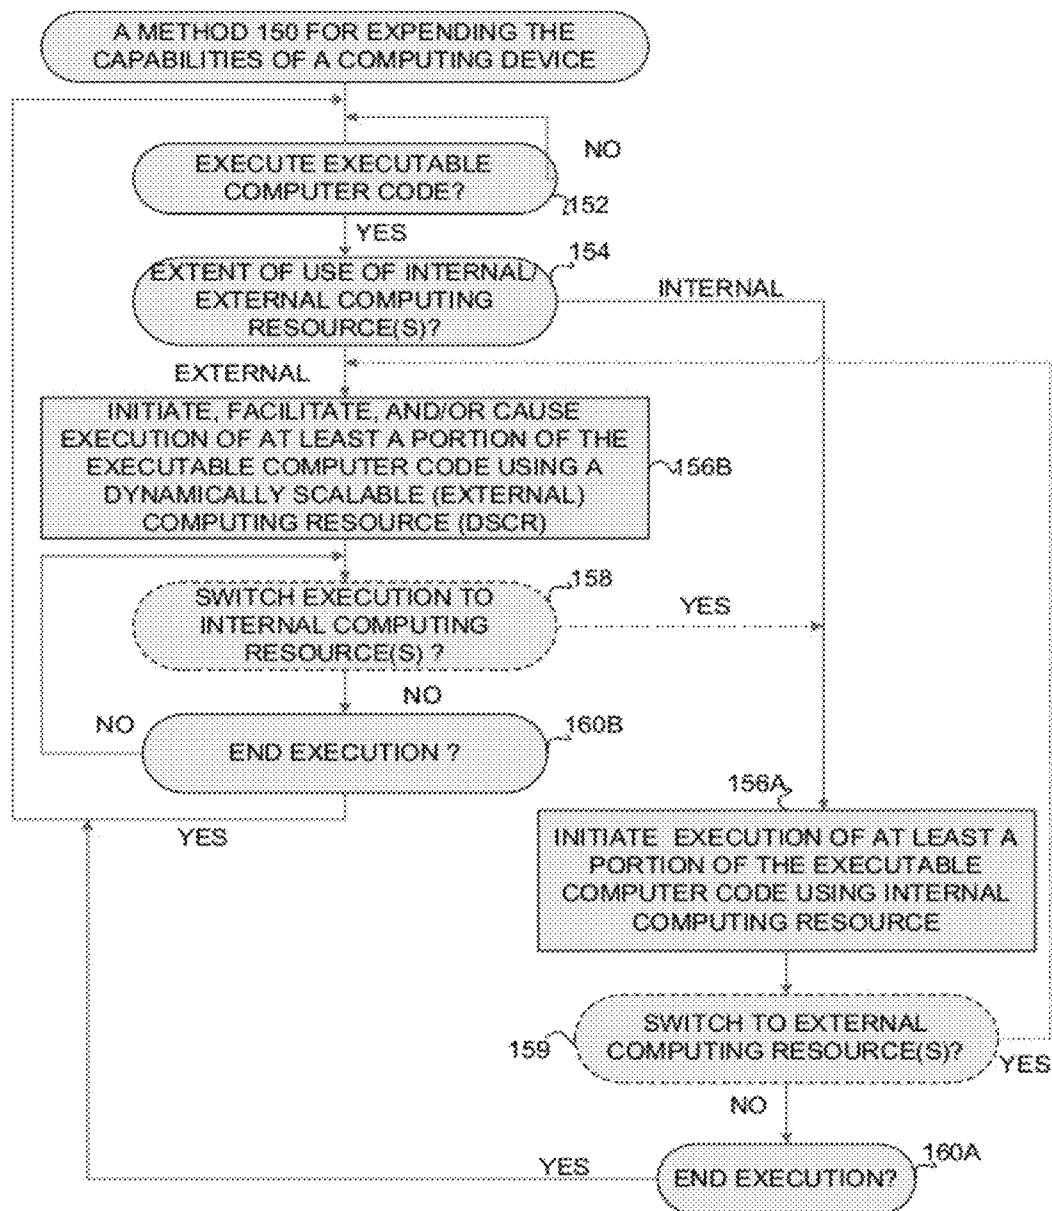 A METHOD 150 FOR EXPENDING THE
CAPABILITIES OF A COMPUTING DEVICE
EXECUTE EXECUTABLE
COMPUTER CODE?
NO
152
YES
EXTENT OF USE OF INTERNAL/
EXTERNAL COMPUTING
RESOURCE(S)?
154
INTERNAL
EXTERNAL
INITIATE, FACILITATE, AND/OR CAUSE
EXECUTION OF AT LEAST A PORTION OF THE
EXECUTABLE COMPUTER CODE USING A
DYNAMICALLY SCALABLE (EXTERNAL)
COMPUTING RESOURCE (DSCR)
156B
SWITCH EXECUTION TO
INTERNAL COMPUTING
RESOURCE(S) ?
158
YES
NO
NO
END EXECUTION ?
160B
YES
156A
INITIATE EXECUTION OF AT LEAST A
PORTION OF THE EXECUTABLE
COMPUTER CODE USING INTERNAL
COMPUTING RESOURCE
SWITCH TO EXTERNAL
COMPUTING RESOURCE(S)?
159
YES
NO
END EXECUTION?
160A
YES